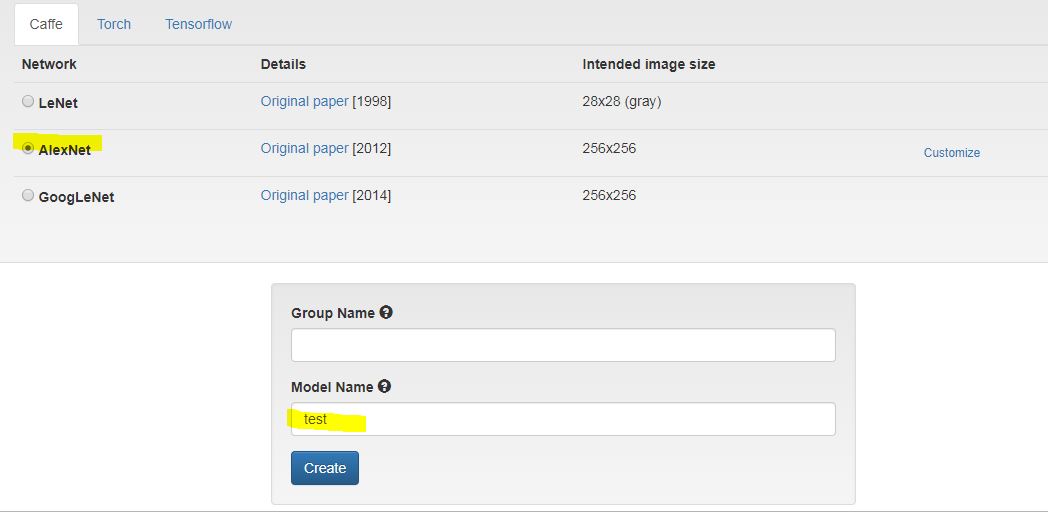 Caffe Torch Tensorflow
Network Details Intended image size
LeNet Original paper [1998] 28x28 (gray)
AlexNet Original paper [2012] 256x256 Customize
GoogLeNet Original paper [2014] 256x256
Group Name ?
Model Name ?
test
Create